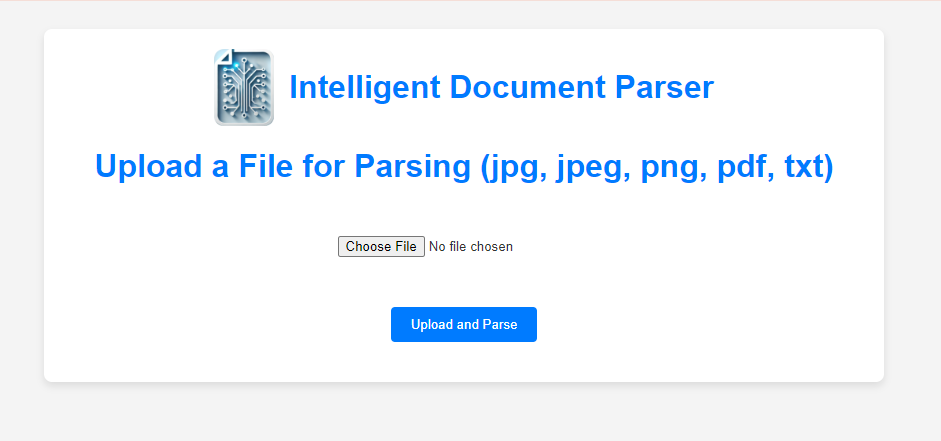 Intelligent Document Parser
Upload a File for Parsing (jpg, jpeg, png, pdf, txt)
Choose File No file chosen
Upload and Parse